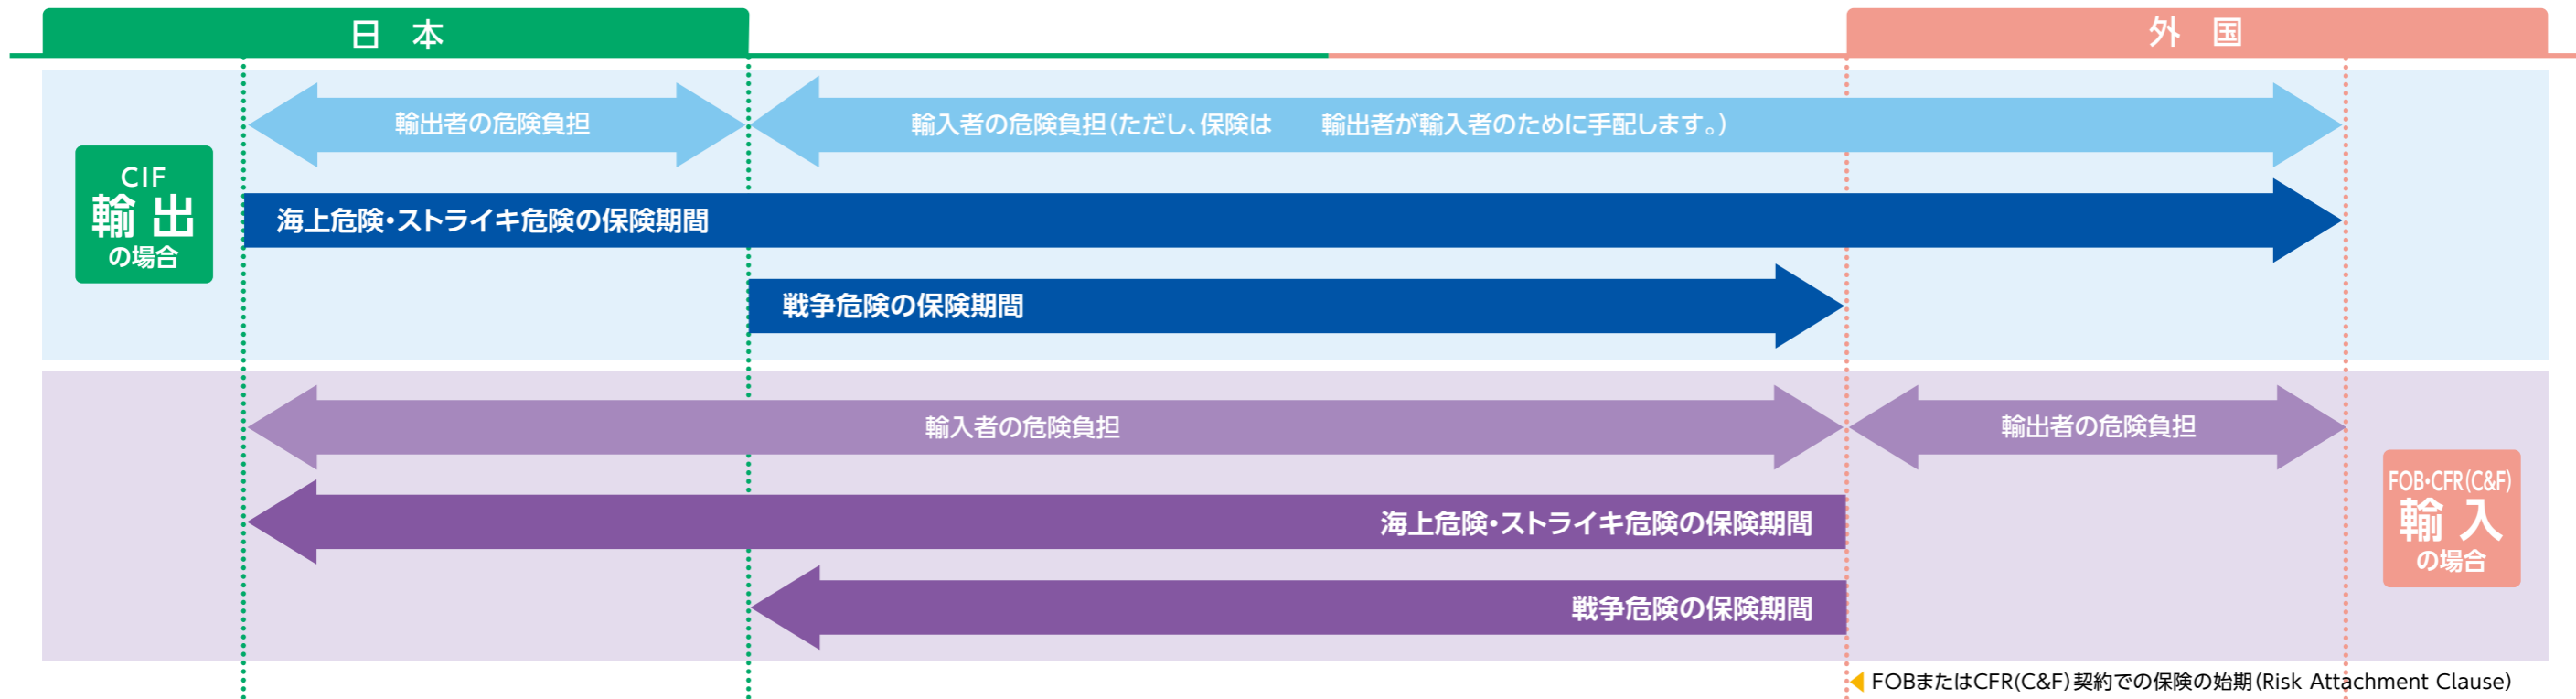 日 本
外 国
輸出者の危険負担
輸入者の危険負担(ただし、保険は 輸出者が輸入者のために手配します。)
CIF
輸 出
の場合
海上危険・ストライキ危険の保険期間
戦争危険の保険期間
輸入者の危険負担
輸出者の危険負担
FOB・CFR(C&F)
輸 入
の場合
海上危険・ストライキ危険の保険期間
戦争危険の保険期間
FOBまたはCFR(C&F)契約での保険の始期(Risk Attachment Clause)